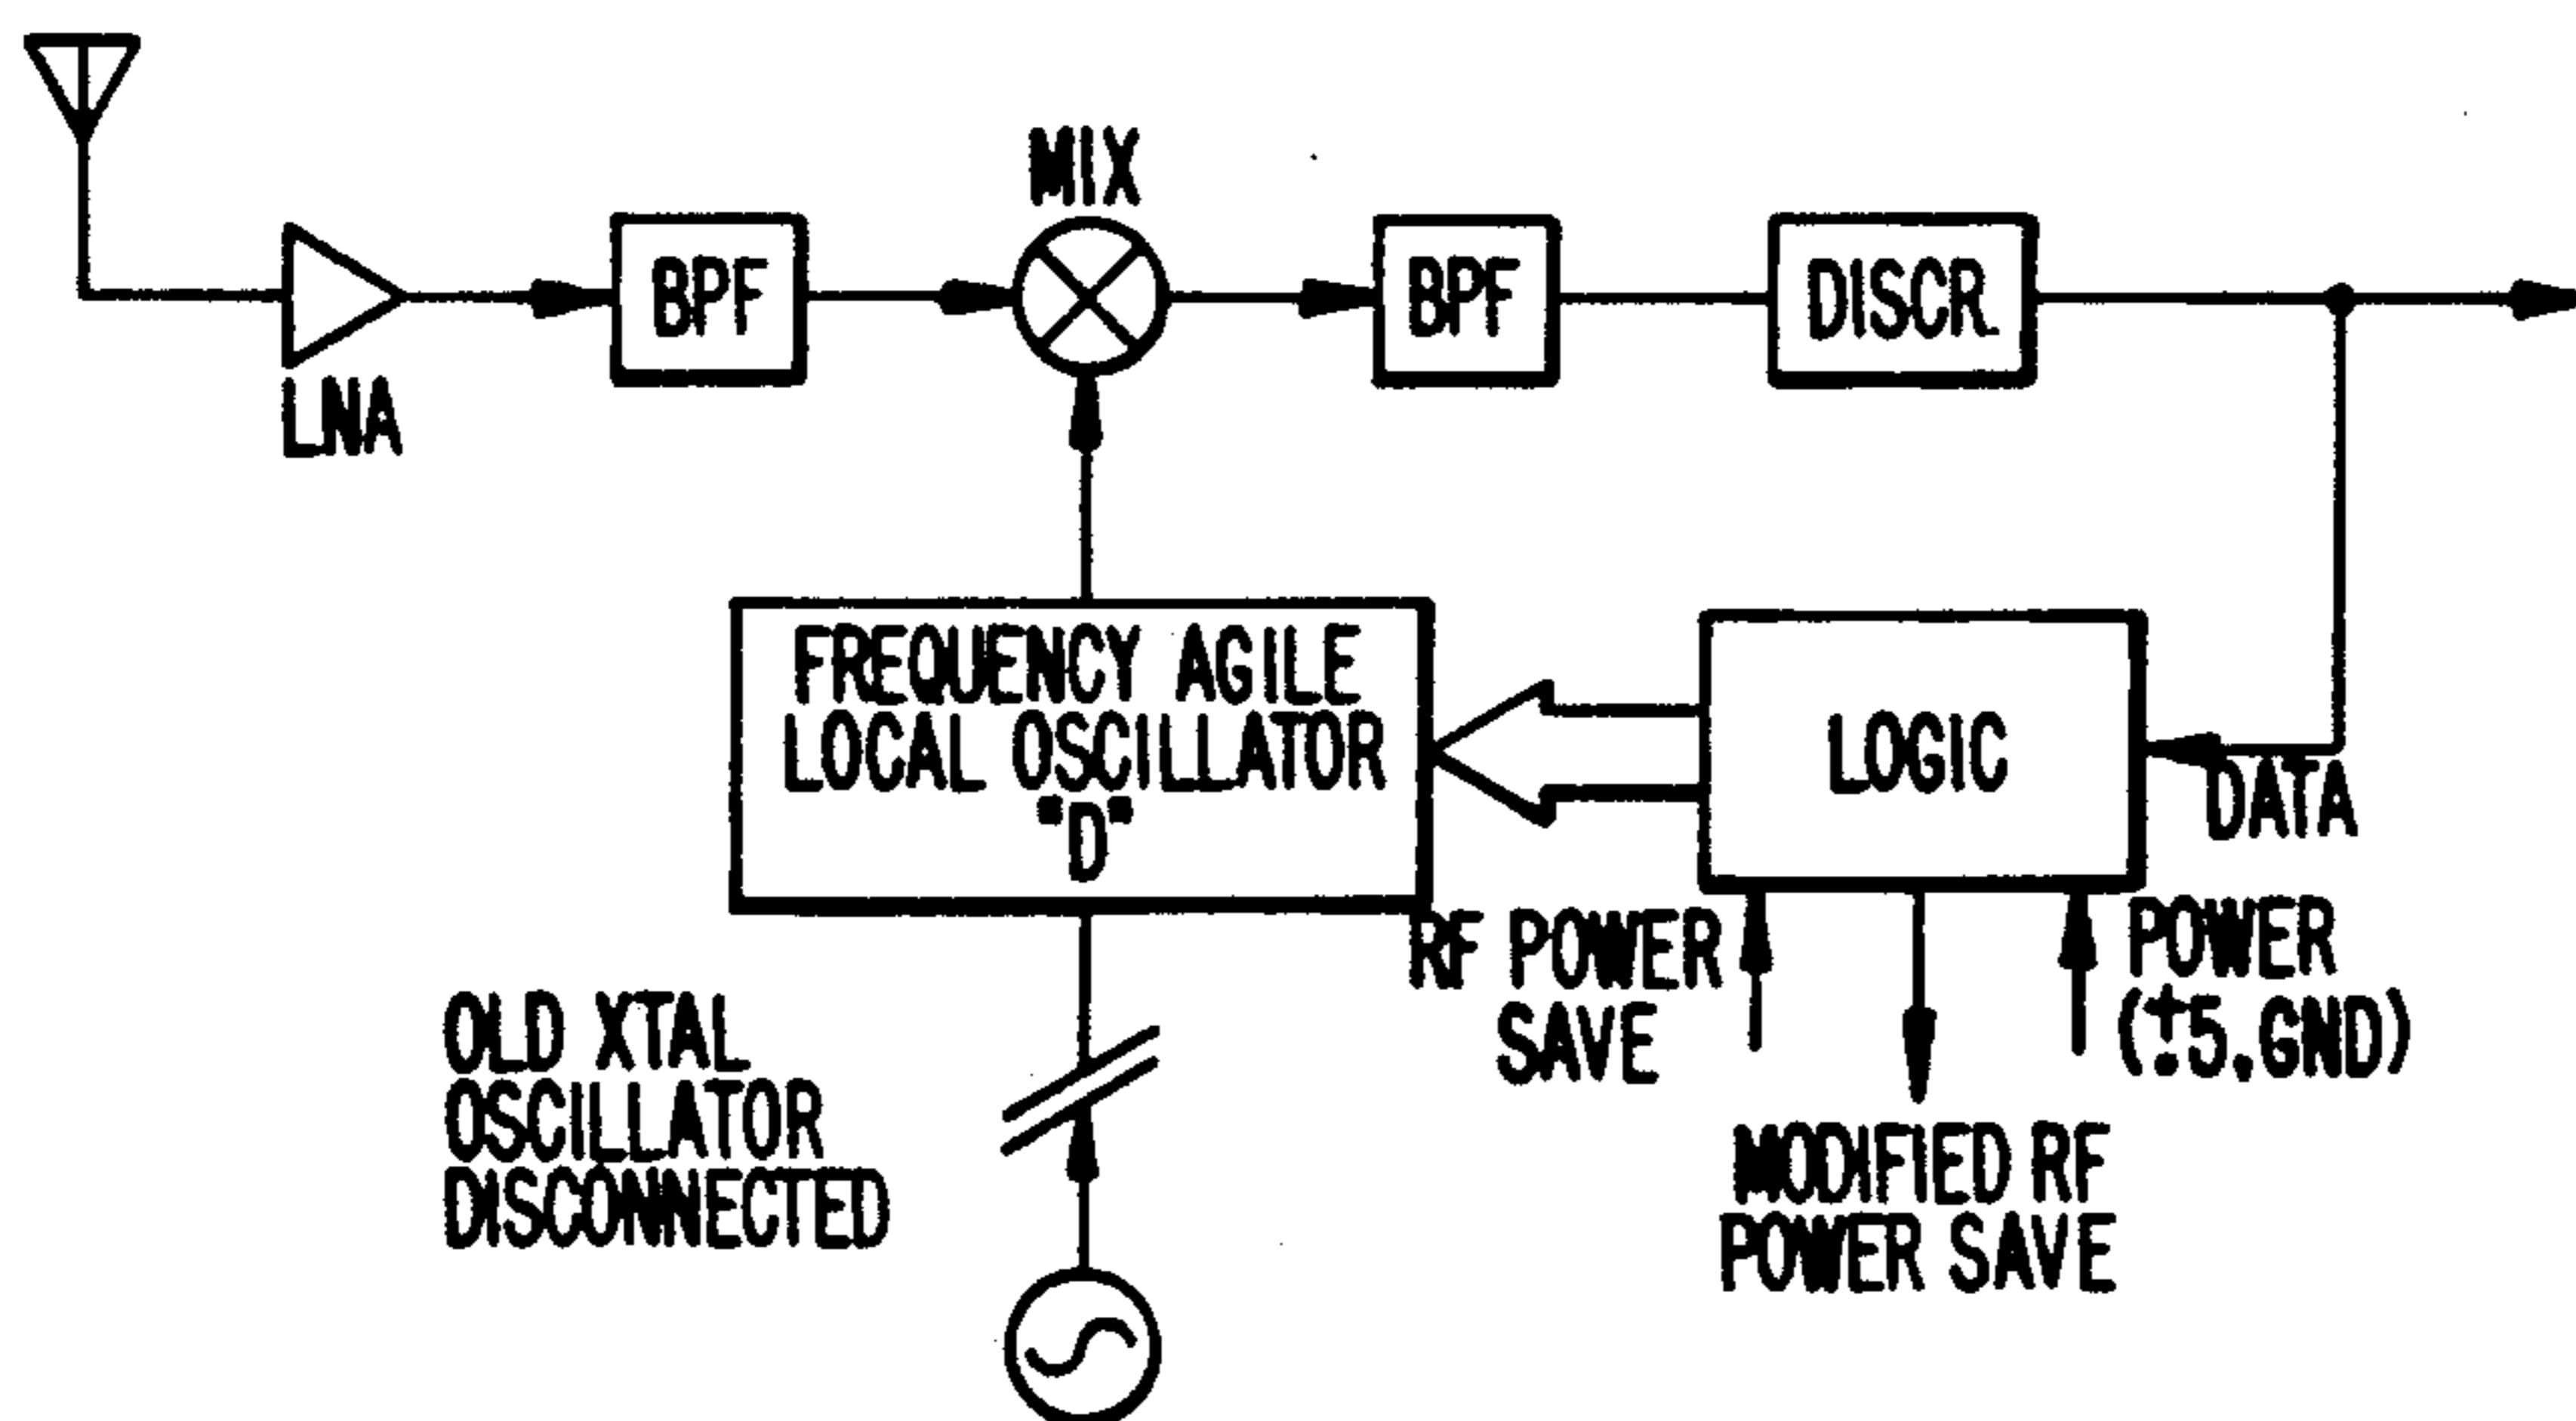 MIX
BPF
BPF
DISCR.
LNA
FREQUENCY AGILE
LOCAL OSCILLATOR
"D"
LOGIC
DATA
RF POWER
SAVE
POWER
(±5.GND)
OLD XTAL
OSCILLATOR
DISCONNECTED
MODIFIED RF
POWER SAVE